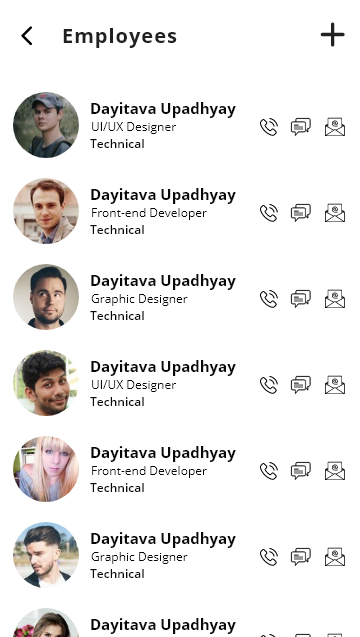 Employees
Dayitava Upadhyay
UI/UX Designer
Technical
Dayitava Upadhyay
Front-end Developer
Technical
Dayitava Upadhyay
Graphic Designer
Technical
Dayitava Upadhyay
UI/UX Designer
Technical
Dayitava Upadhyay
Front-end Developer
Technical
Dayitava Upadhyay
Graphic Designer
Technical
Dayitava Upadhyay